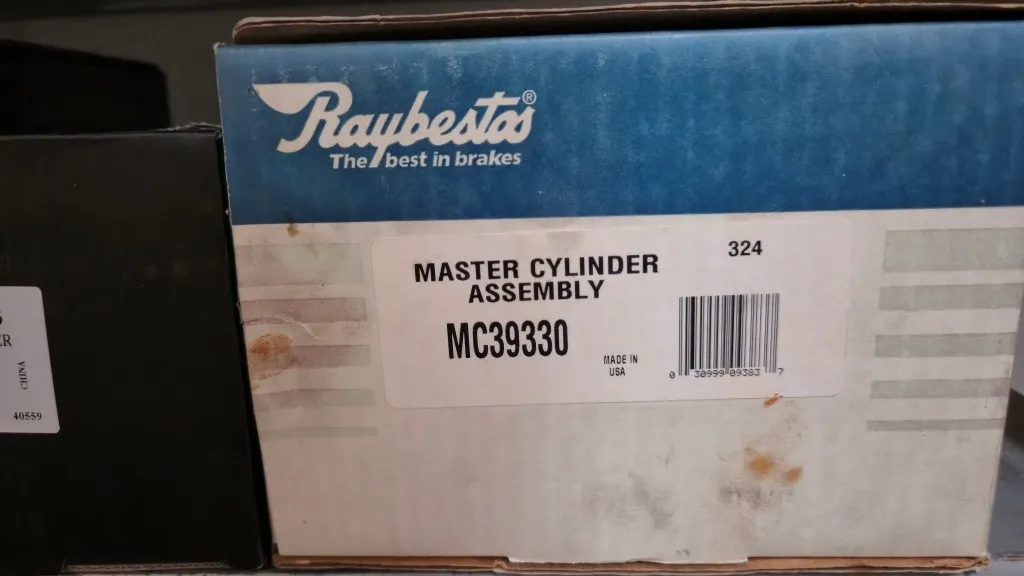 Raybestos®
The best in brakes
324
MASTER CYLINDER
ASSEMBLY
MC39330
MADE IN
USA
0 30999 09383 7
ER
CHINA
40559